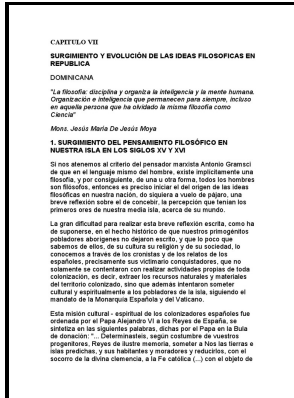 CAPITULO VII
SURGIMIENTO Y EVOLUCIÓN DE LAS IDEAS FILOSOFICAS EN
REPUBLICA
DOMINICANA
"La filosofía: disciplina y organiza la inteligencia y la mente humana.
Organización e inteligencia que permanecen para siempre, incluso
en aquella persona que ha olvidado la misma filosofía como
Ciencia"
Mons. Jesús María De Jesús Moya
1. SURGIMIENTO DEL PENSAMIENTO FILOSÓFICO EN
NUESTRA ISLA EN LOS SIGLOS XV Y XVI
Si nos atenemos al criterio del pensador marxista Antonio Gramsci
de que en el lenguaje mismo del hombre, existe implícitamente una
filosofía, y por consiguiente, de una u otra forma, todos los hombres
son filósofos, entonces es preciso iniciar el del origen de las ideas
filosóficas en nuestra nación, do siquiera a vuelo de pájaro, una
breve reflexión sobre el de concebir, la percepción que tenían los
primeros ores de nuestra media isla, acerca de su mundo.
La gran dificultad para realizar esta breve reflexión escrita, como ha
de suponerse, en el hecho histórico de que nuestros primogénitos
pobladores aborígenes no dejaron escrito, y que lo poco que
sabemos de ellos, de su cultura su religión y de su sociedad, lo
conocemos a través de los cronistas y de los relatos de los
españoles, precisamente sus victimario conquistadores, que no
solamente se contentaron con realizar actividades propias de toda
colonización, es decir, extraer los recursos naturales y materiales
del territorio colonizado, sino que además intentaron someter
cultural y espiritualmente a los pobladores de la isla, siguiendo el
mandato de la Monarquía Española y del Vaticano.
Esta misión cultural - espiritual de los colonizadores españoles fue
ordenada por el Papa Alejandro VI a los Reyes de España, se
sintetiza en las siguientes palabras, dichas por el Papa en la Bula
de donación: "... Determinasteis, según costumbre de vuestros
progenitores, Reyes de ilustre memoria, someter a Nos las tierras e
islas predichas, y sus habitantes y moradores y reducirlos, con el
socorro de la divina clemencia, a la Fe católica (...) con el objeto de